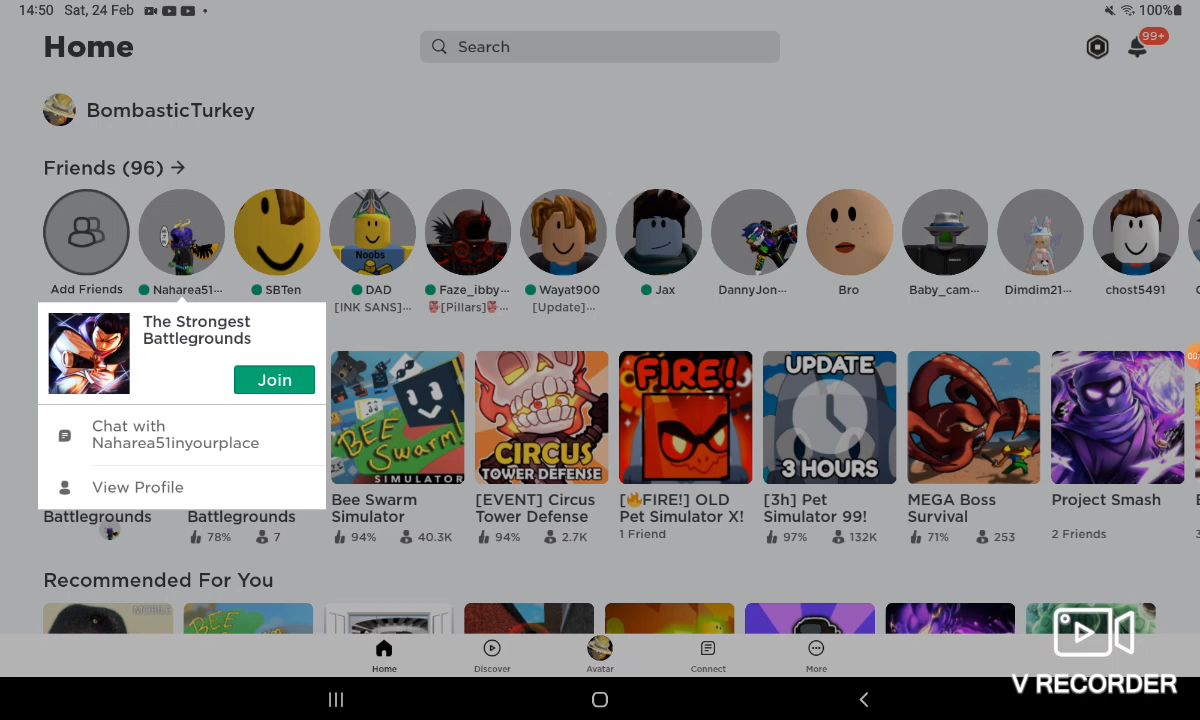 14:50 Sat, 24 Feb
100%
Home
Search
99+
BombasticTurkey
Friends (96) →
Noobs
Add Friends
Naharea51...
SBTen
DAD
Faze_ibby...
Wayat900
Jax
DannyJon...
Bro
Baby_cam...
Dimdim21...
chost5491
[INK SANS]...
[Pillars]...
[Update]...
The Strongest
Battlegrounds
Join
Chat with
Naharea51inyourplace
View Profile
BEE
SWARM
SIMULATOR
CIRCUS
TOWER DEFENSE
FIRE!
UPDATE
3 HOURS
Battlegrounds
Battlegrounds
78% 7
Bee Swarm
Simulator
94% 40.3K
[EVENT] Circus
Tower Defense
94% 2.7K
[🔥FIRE!] OLD
Pet Simulator X!
1 Friend
[3h] Pet
Simulator 99!
97% 132K
MEGA Boss
Survival
71% 253
Project Smash
2 Friends
Recommended For You
MOBILE
BEE
Home
Discover
Avatar
Connect
More
V RECORDER